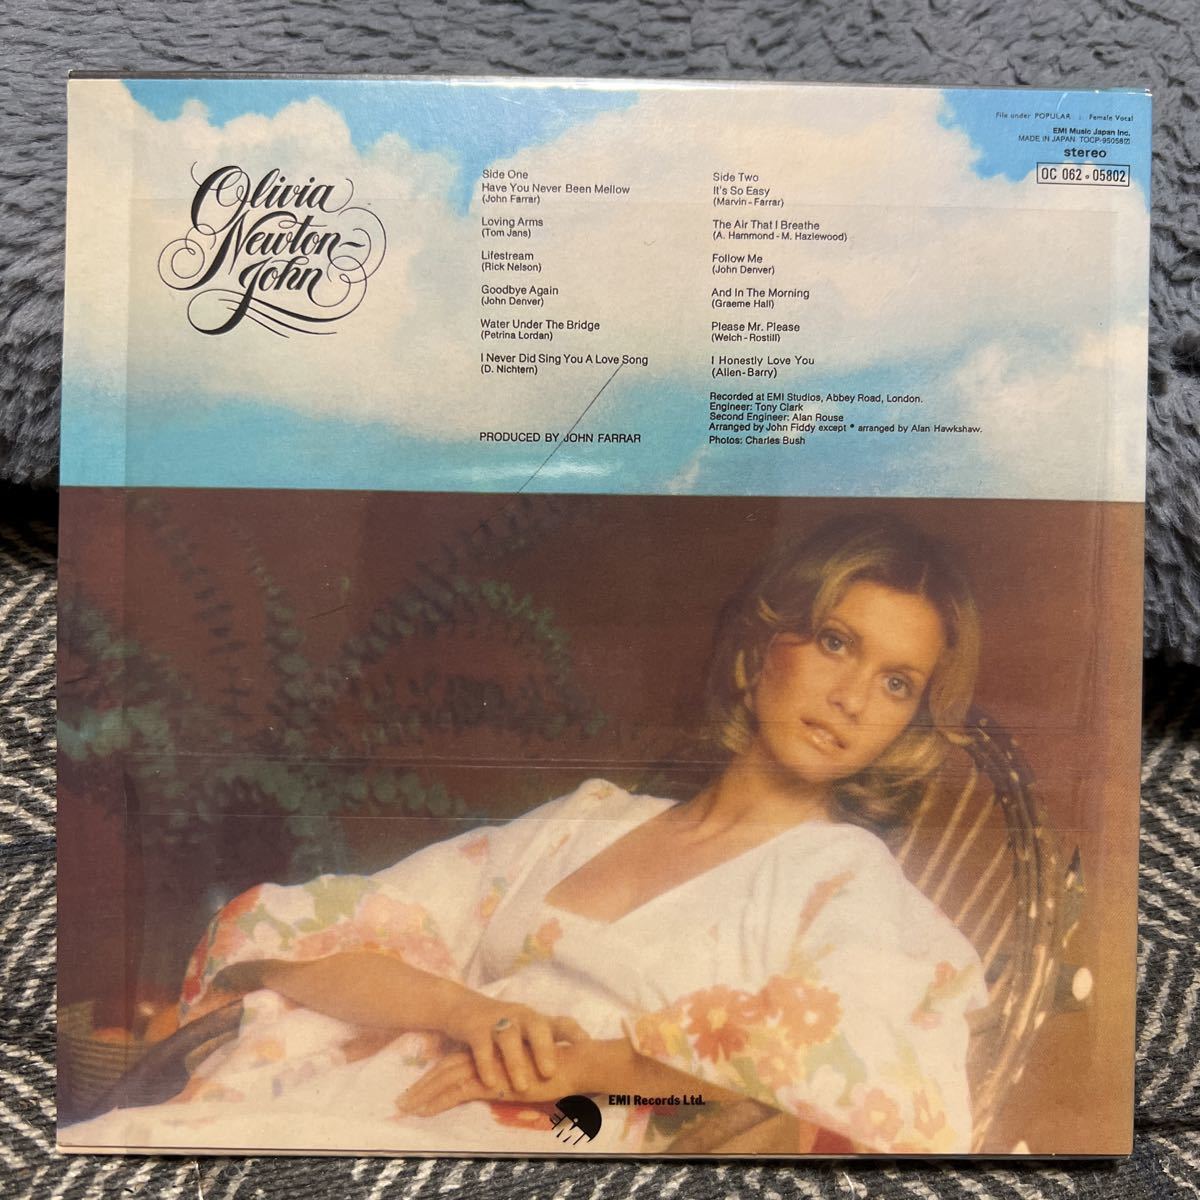 File under POPULAR : Female Vocal
EMI Music Japan Inc.
MADE IN JAPAN TOCP-95058
stereo
OC 062 • 05802
Olivia
Newton-
John
Side One
Have You Never Been Mellow
(John Farrar)
Loving Arms
(Tom Jans)
Lifestream
(Rick Nelson)
Goodbye Again
(John Denver)
Water Under The Bridge
(Petrina Lordan)
I Never Did Sing You A Love Song
(D. Nichtern)
PRODUCED BY JOHN FARRAR
Side Two
It's So Easy
(Marvin - Farrar)
The Air That I Breathe
(A. Hammond - M. Hazlewood)
Follow Me
(John Denver)
And In The Morning
(Graeme Hall)
Please Mr. Please
(Welch - Rostill)
I Honestly Love You
(Allen - Barry)
Recorded at EMI Studios, Abbey Road, London.
Engineer: Tony Clark
Second Engineer: Alan Rouse
Arranged by John Fiddy except * arranged by Alan Hawkshaw.
Photos: Charles Bush
EMI
EMI Records Ltd.